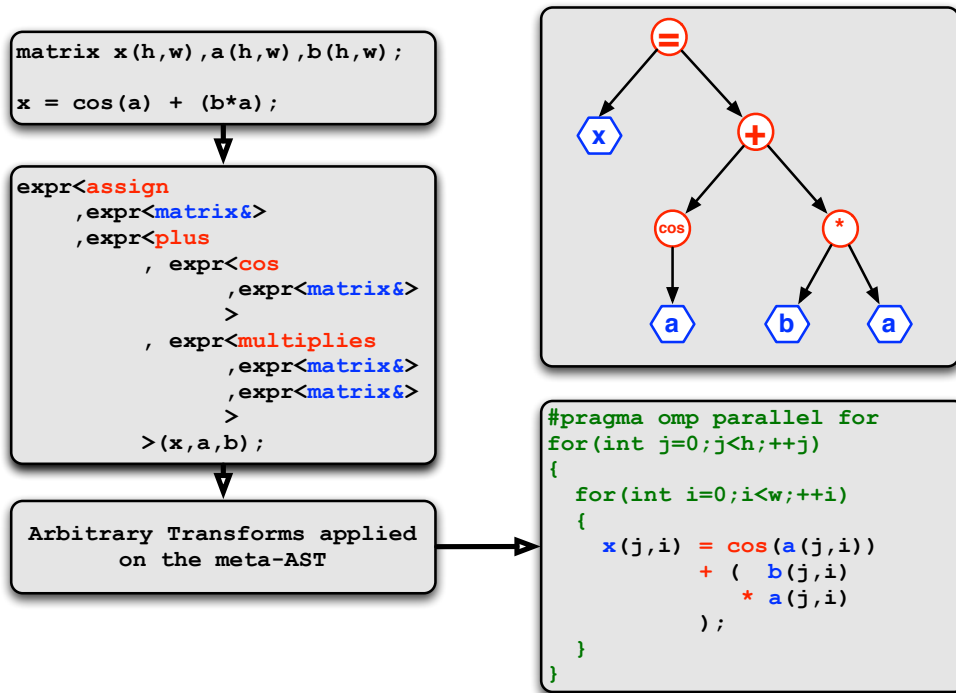 matrix x(h,w),a(h,w),b(h,w);
x = cos(a) + (b*a);
expr<assign
,expr<matrix&>
,expr<plus
, expr<cos
,expr<matrix&>
>
, expr<multiplies
,expr<matrix&>
,expr<matrix&>
>
>(x,a,b);
Arbitrary Transforms applied
on the meta-AST
=
x
+
cos
*
a
b
a
#pragma omp parallel for
for(int j=0;j<h;++j)
{
for(int i=0;i<w;++i)
{
x(j,i) = cos(a(j,i))
+ ( b(j,i)
* a(j,i)
);
}
}